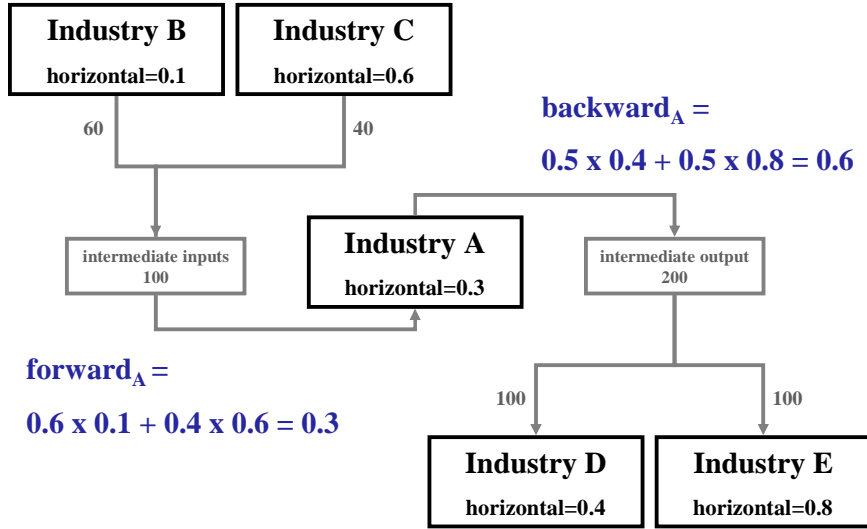 Industry B
horizontal=0.1
Industry C
horizontal=0.6
60
40
backward_A =
0.5 x 0.4 + 0.5 x 0.8 = 0.6
intermediate inputs
100
Industry A
horizontal=0.3
intermediate output
200
forward_A =
0.6 x 0.1 + 0.4 x 0.6 = 0.3
100
100
Industry D
horizontal=0.4
Industry E
horizontal=0.8